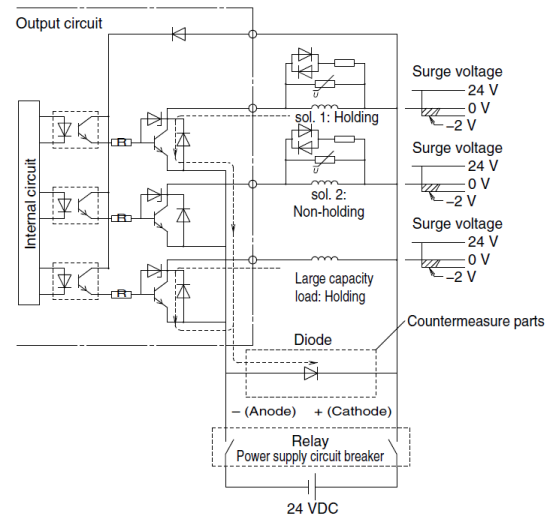 Output circuit
Internal circuit
R
R
R
U
sol. 1: Holding
U
sol. 2:
Non-holding
Large capacity
load: Holding
Surge voltage
24 V
0 V
−2 V
Surge voltage
24 V
0 V
−2 V
Surge voltage
24 V
0 V
−2 V
Countermeasure parts
Diode
− (Anode) + (Cathode)
Relay
Power supply circuit breaker
24 VDC